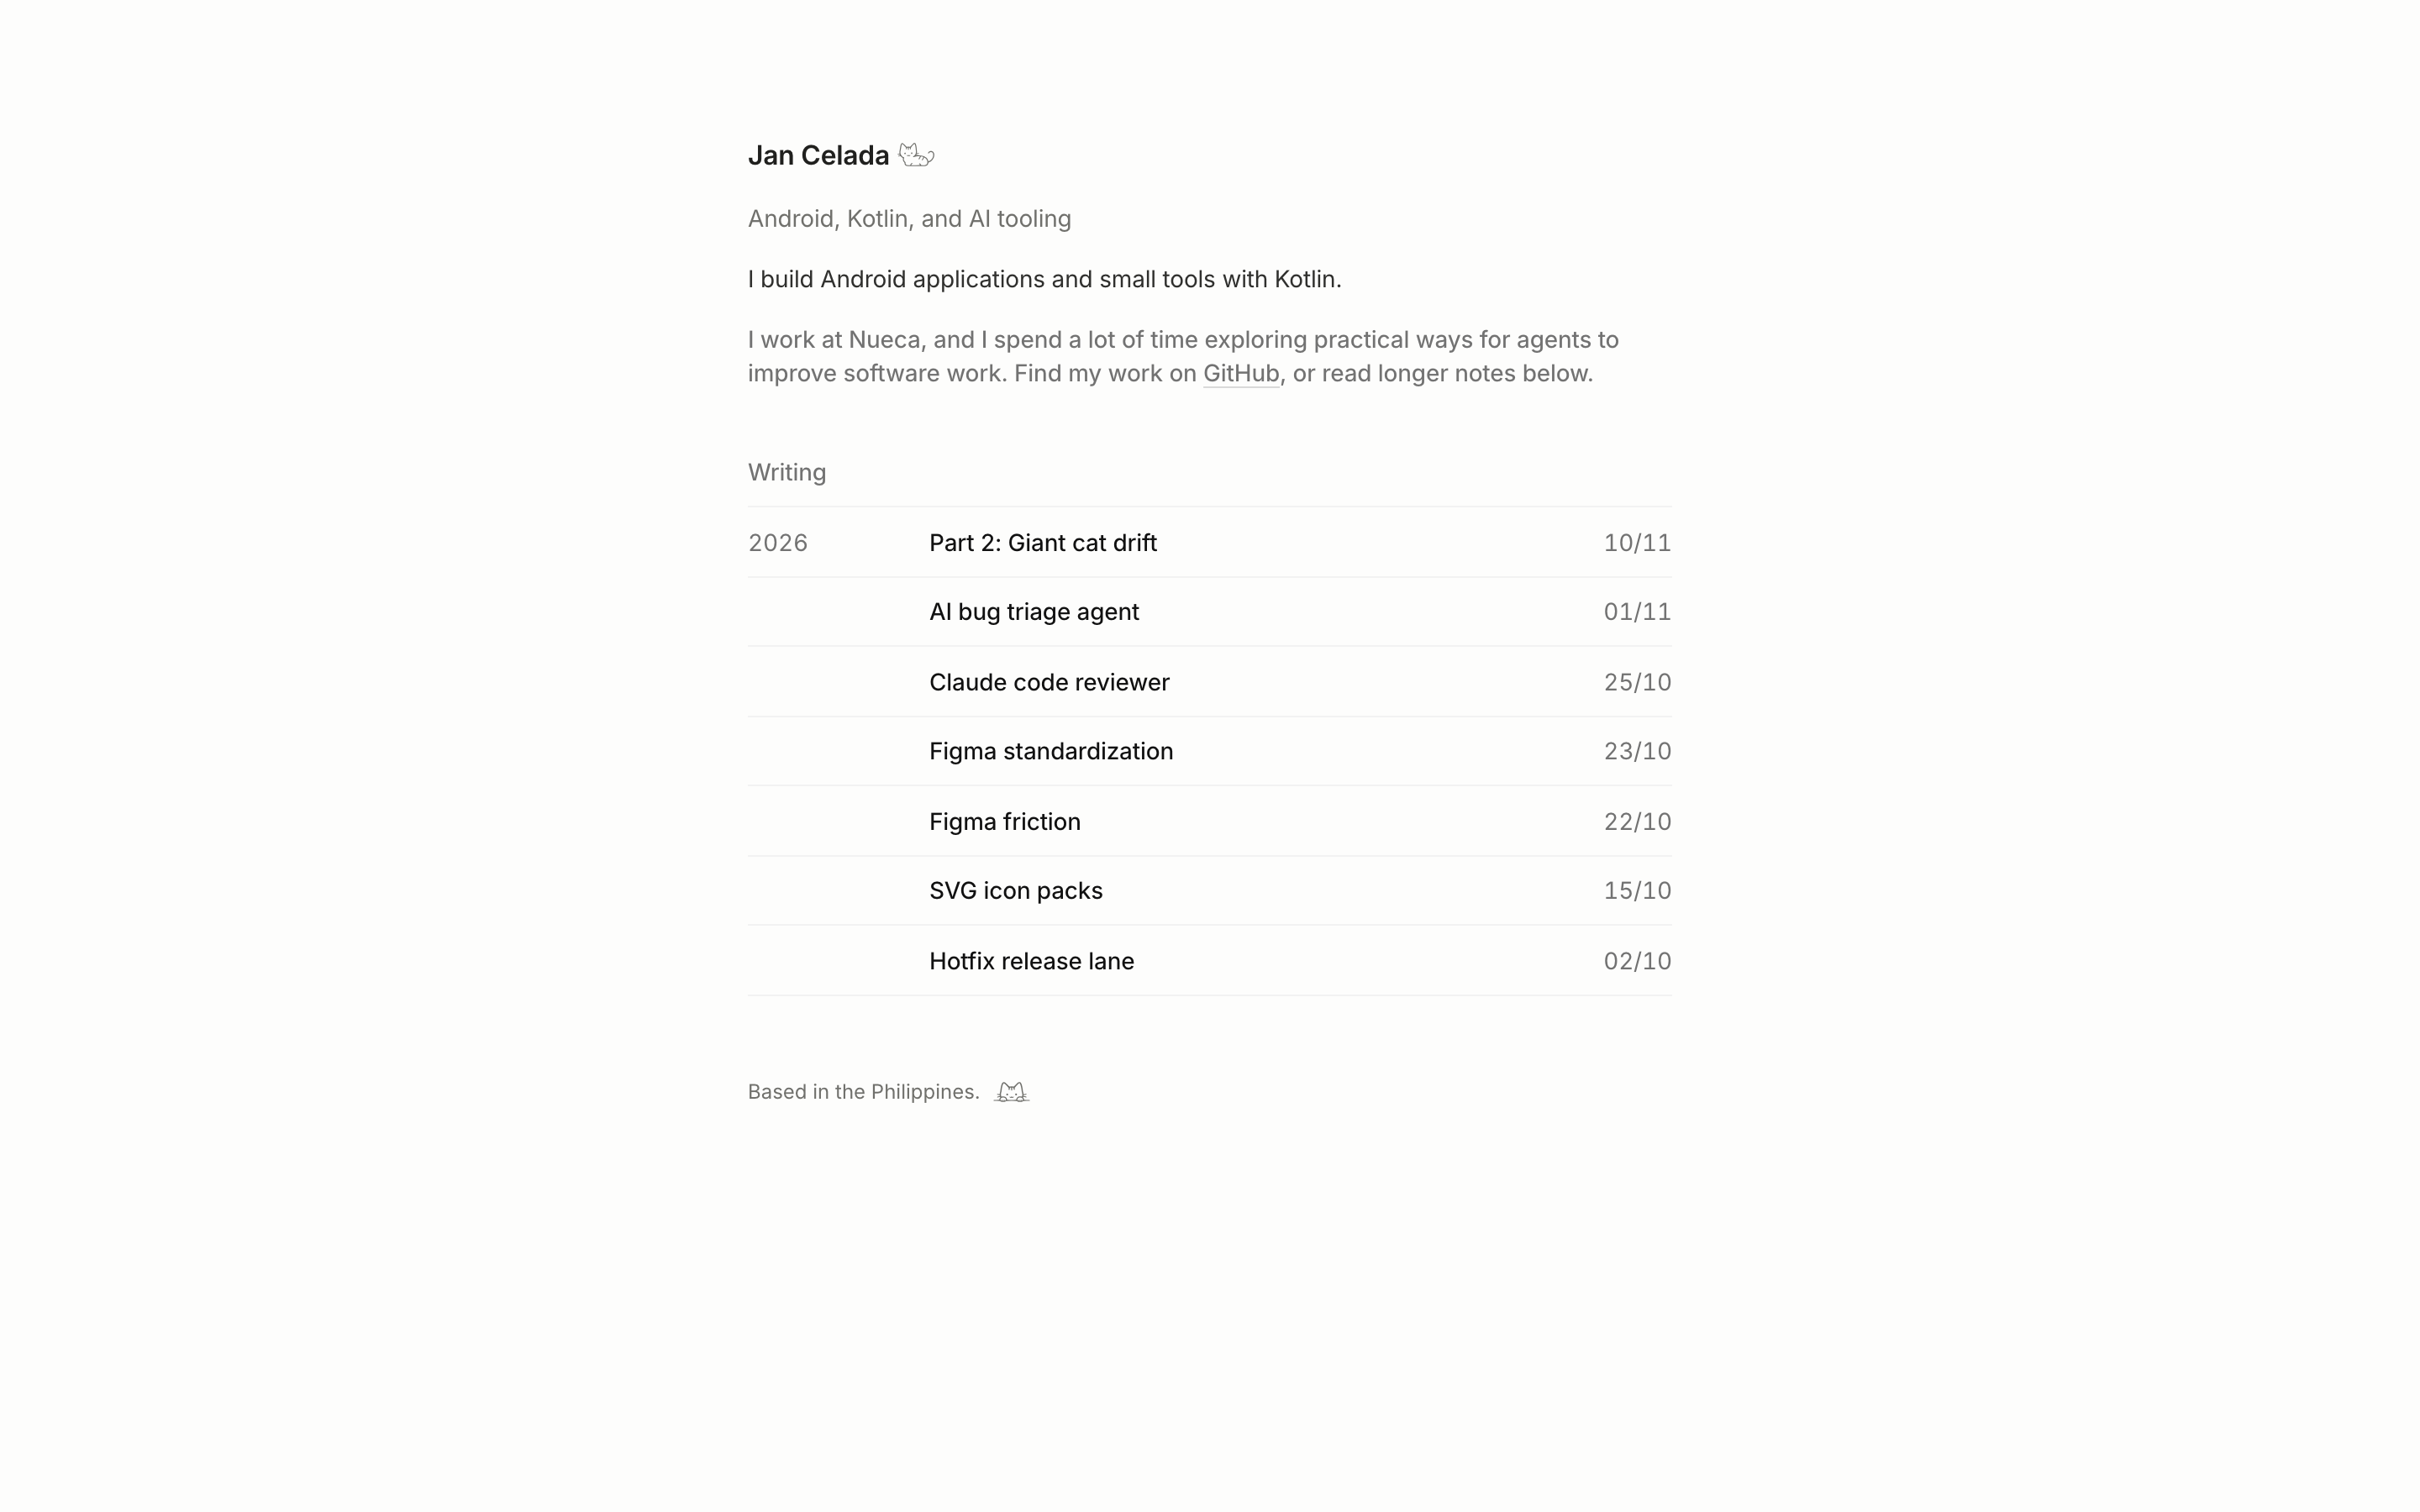 Jan Celada
Android, Kotlin, and AI tooling
I build Android applications and small tools with Kotlin.
I work at Nueca, and I spend a lot of time exploring practical ways for agents to
improve software work. Find my work on GitHub, or read longer notes below.
Writing
2026 Part 2: Giant cat drift 10/11
AI bug triage agent 01/11
Claude code reviewer 25/10
Figma standardization 23/10
Figma friction 22/10
SVG icon packs 15/10
Hotfix release lane 02/10
Based in the Philippines.